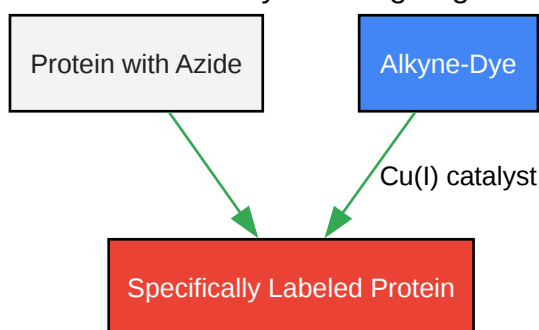 Protein with Azide
Alkyne-Dye
Cu(I) catalyst
Specifically Labeled Protein